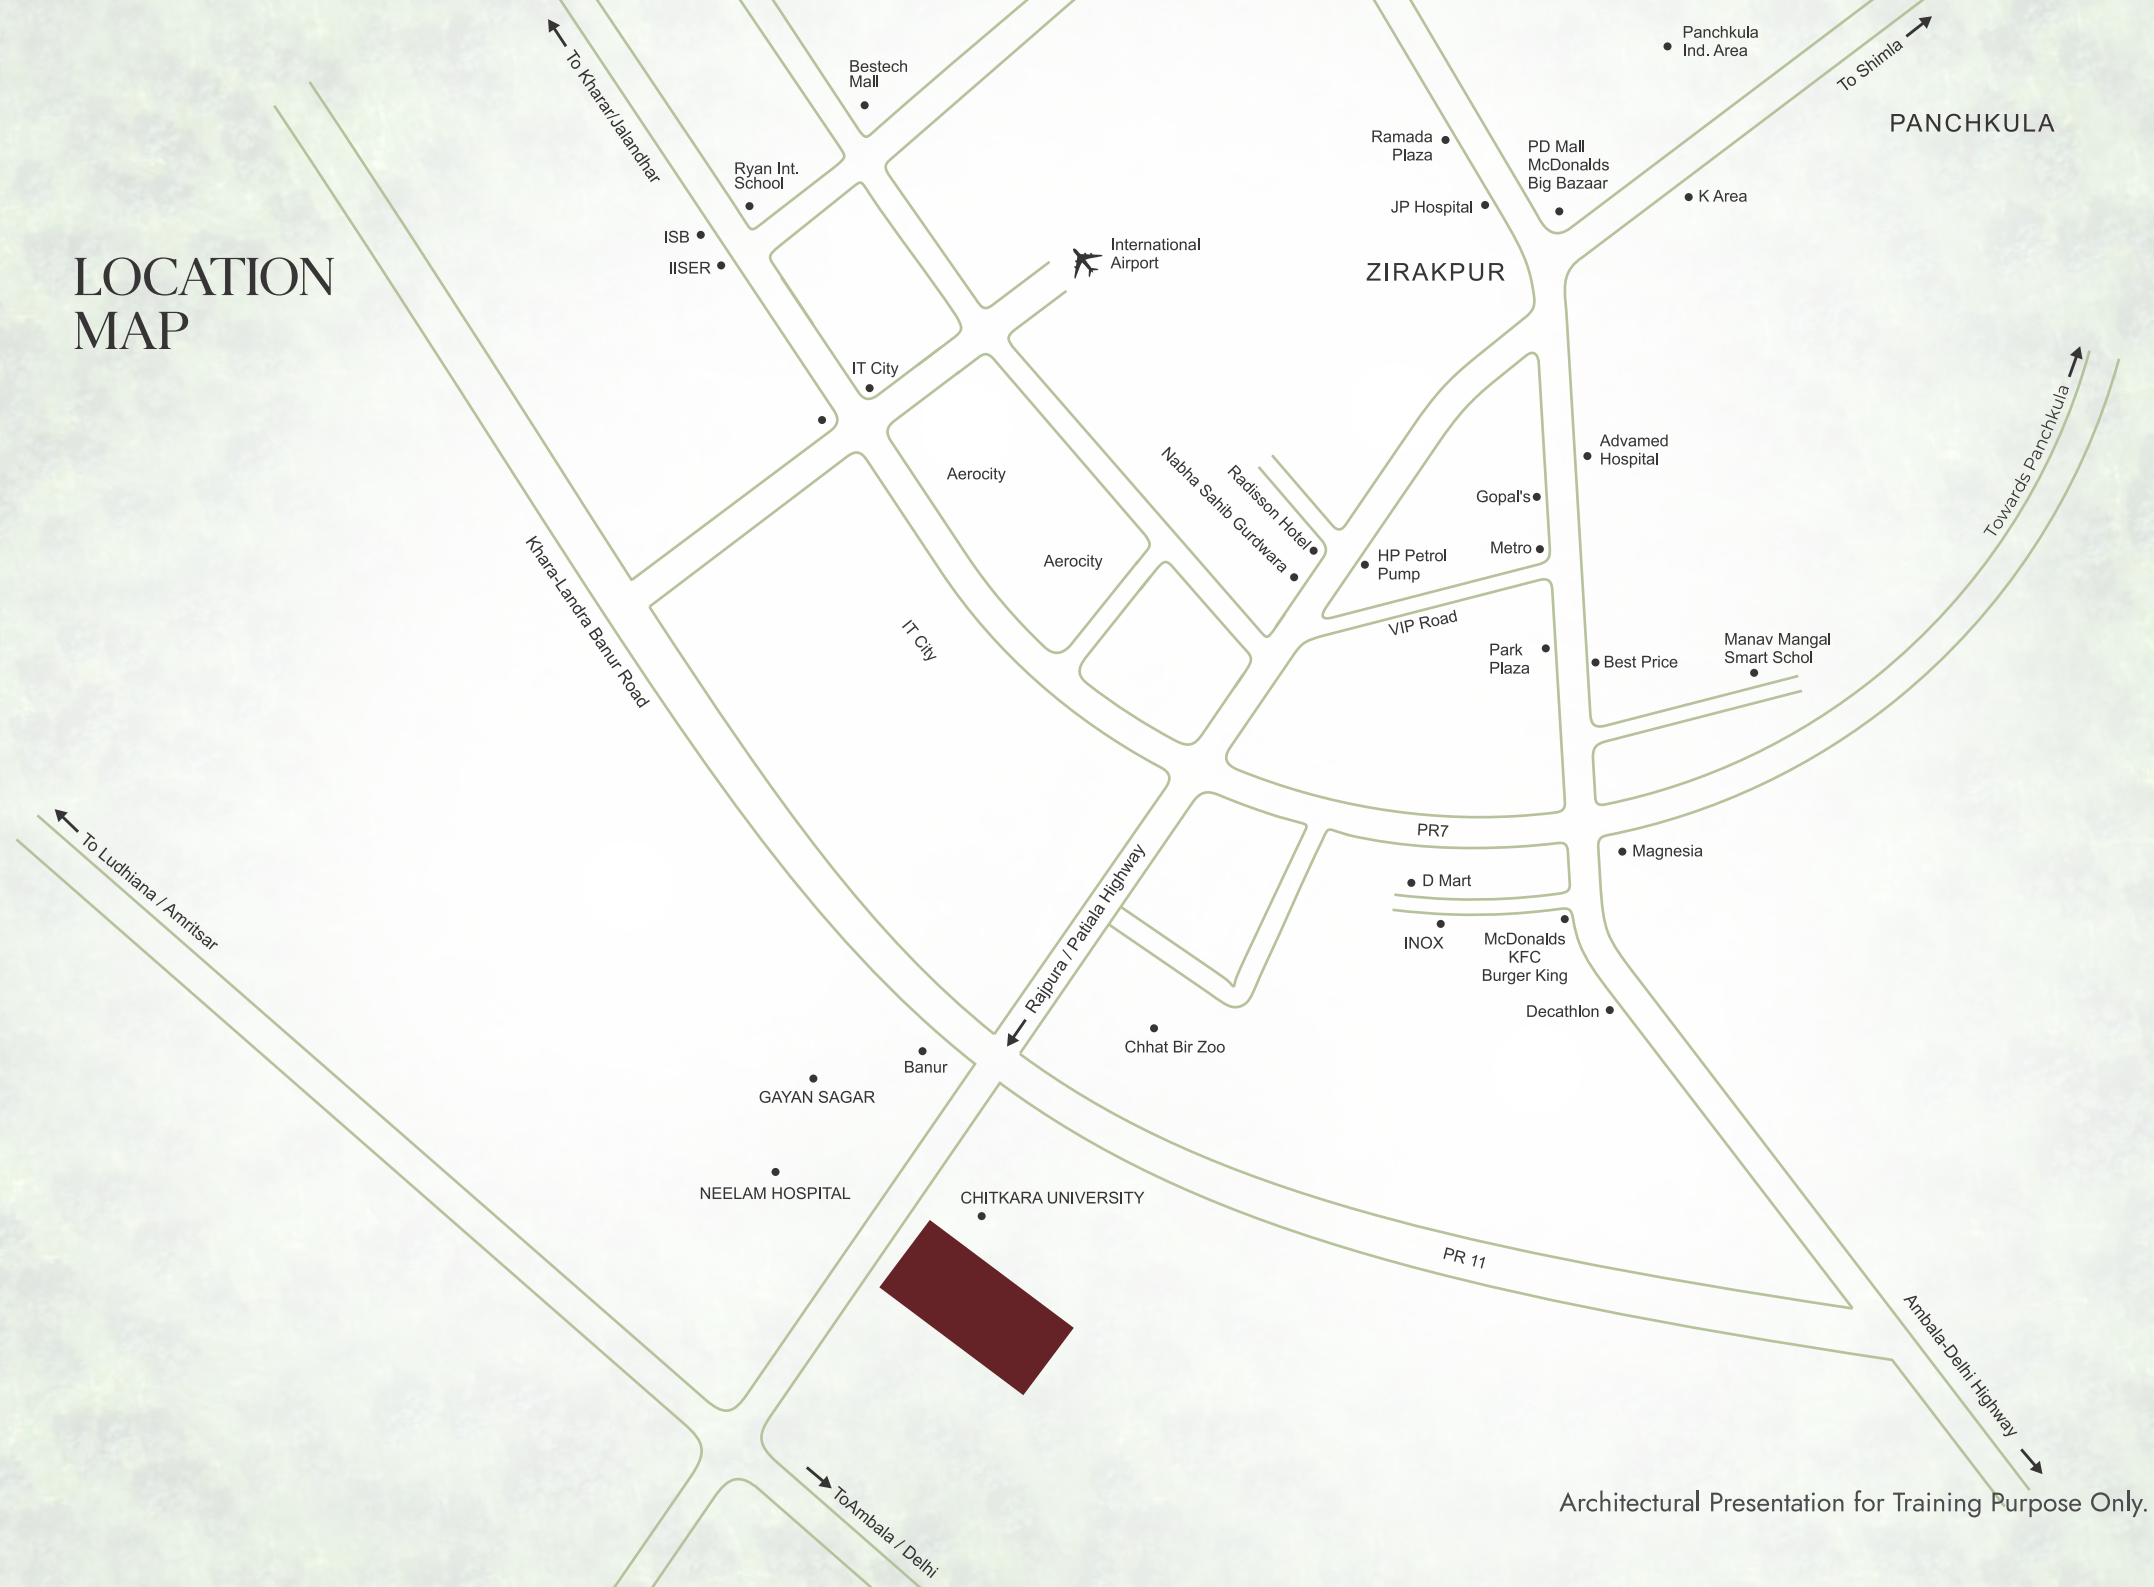 LOCATION
MAP
To Kharar/Jalandhar
Bestech
Mall
Ryan Int.
School
ISB
IISER
International
Airport
IT City
Aerocity
Aerocity
IT City
Khara-Landra Banur Road
Panchkula
Ind. Area
To Shimla
PANCHKULA
Ramada
Plaza
PD Mall
McDonalds
Big Bazaar
JP Hospital
K Area
ZIRAKPUR
Towards Panchkula
Advamed
Hospital
Nabha Sahib Gurdwara
Radisson Hotel
Gopal's
Metro
HP Petrol
Pump
VIP Road
Park
Plaza
Best Price
Manav Mangal
Smart Schol
PR7
Magnesia
D Mart
INOX
McDonalds
KFC
Burger King
Decathlon
To Ludhiana / Amritsar
Rajpura / Patiala Highway
Chhat Bir Zoo
Banur
GAYAN SAGAR
NEELAM HOSPITAL
CHITKARA UNIVERSITY
PR 11
Ambala-Delhi Highway
ToAmbala / Delhi
Architectural Presentation for Training Purpose Only.